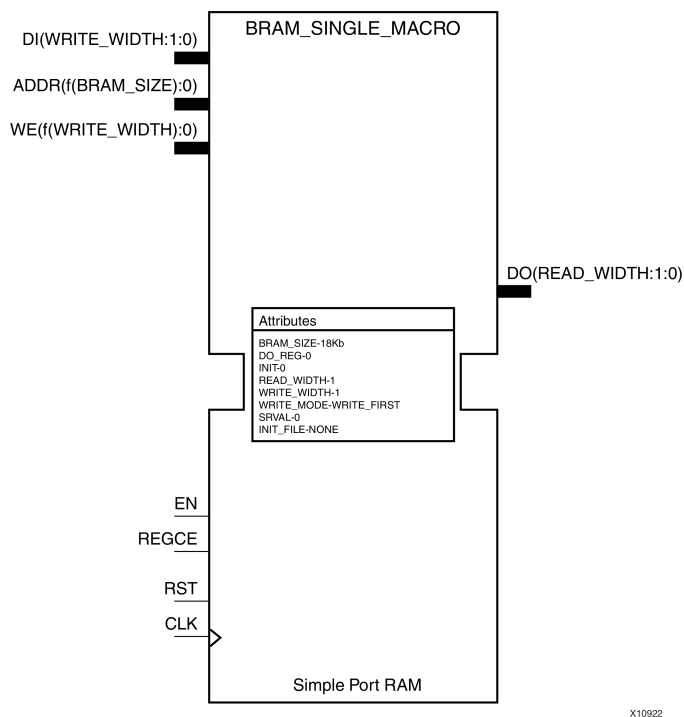 BRAM_SINGLE_MACRO
DI(WRITE_WIDTH:1:0)
ADDR(f(BRAM_SIZE):0)
WE(f(WRITE_WIDTH):0)
DO(READ_WIDTH:1:0)
Attributes
BRAM_SIZE-18Kb
DO_REG-0
INIT-0
READ_WIDTH-1
WRITE_WIDTH-1
WRITE_MODE-WRITE_FIRST
SRVAL-0
INIT_FILE-NONE
EN
REGCE
RST
CLK
Simple Port RAM
X10922